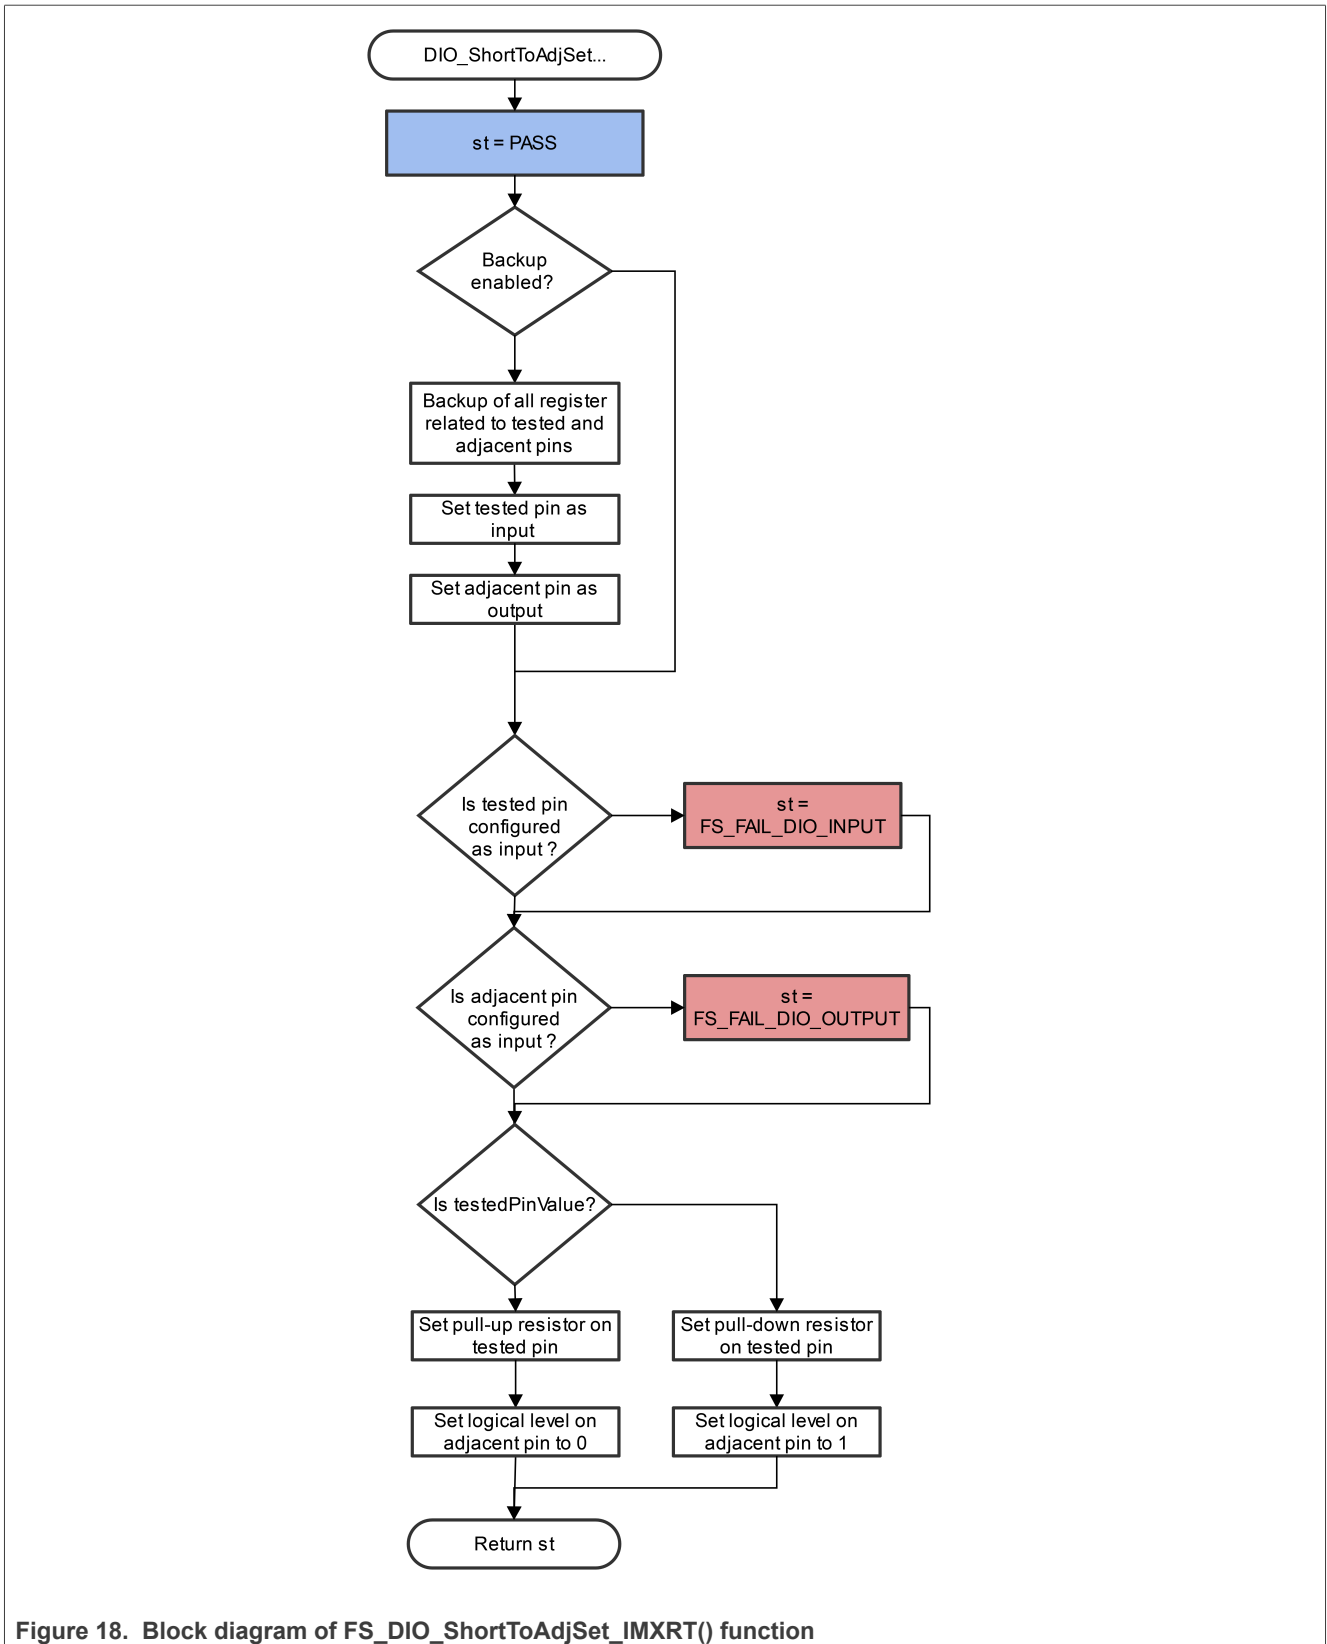 DIO_ShortToAdjSet...
st = PASS
Backup
enabled?
Backup of all register
related to tested and
adjacent pins
Set tested pin as
input
Set adjacent pin as
output
Is tested pin
configured
as input ?
st =
FS_FAIL_DIO_INPUT
Is adjacent pin
configured
as input ?
st =
FS_FAIL_DIO_OUTPUT
Is testedPinValue?
Set pull-up resistor on
tested pin
Set pull-down resistor
on tested pin
Set logical level on
adjacent pin to 0
Set logical level on
adjacent pin to 1
Return st
Figure 18. Block diagram of FS_DIO_ShortToAdjSet_IMXRT() function